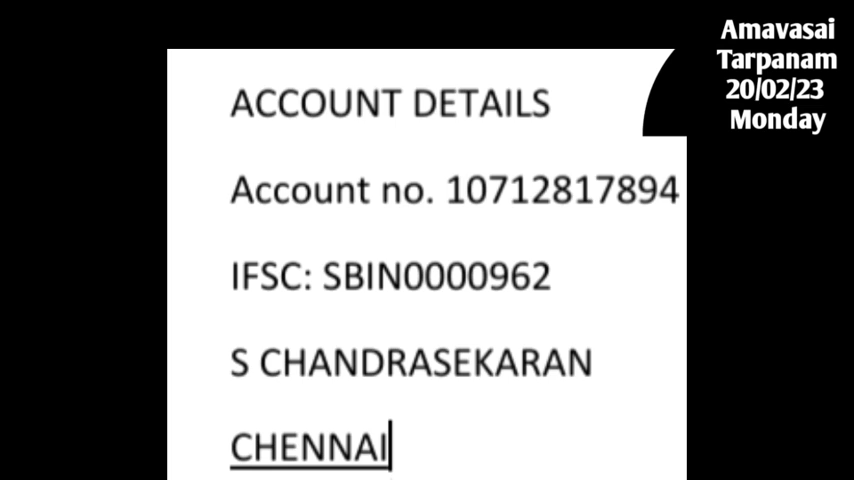 Amavasai
Tarpanam
20/02/23
Monday
ACCOUNT DETAILS
Account no. 10712817894
IFSC: SBIN0000962
S CHANDRASEKARAN
CHENNAI